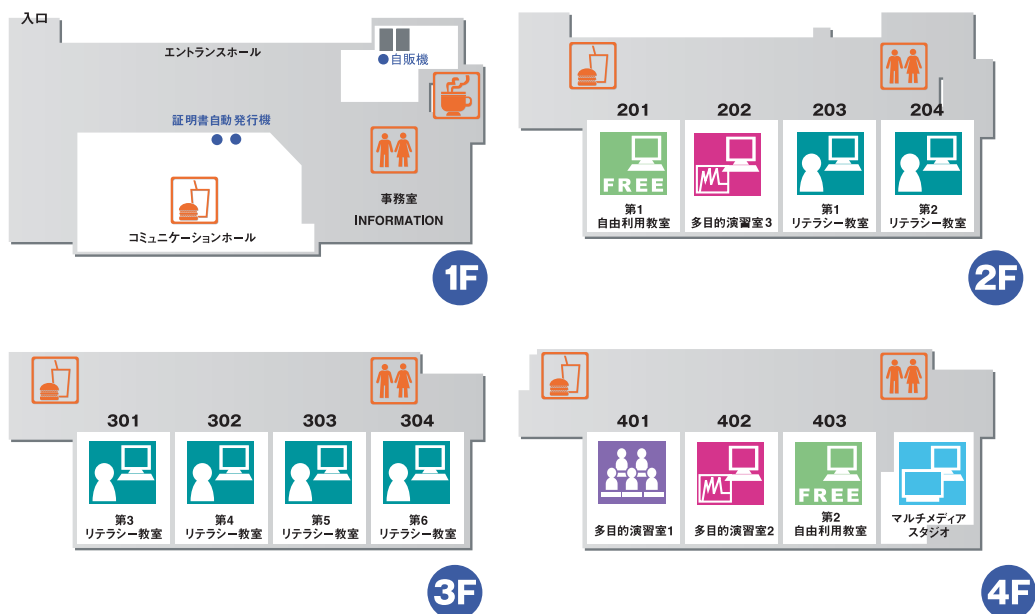 入口
エントランスホール
自販機
証明書自動発行機
事務室
INFORMATION
コミュニケーションホール
1F
201
202
203
204
FREE
第1
自由利用教室
多目的演習室3
第1
リテラシー教室
第2
リテラシー教室
2F
301
302
303
304
第3
リテラシー教室
第4
リテラシー教室
第5
リテラシー教室
第6
リテラシー教室
3F
401
402
403
FREE
多目的演習室1
多目的演習室2
第2
自由利用教室
マルチメディア
スタジオ
4F